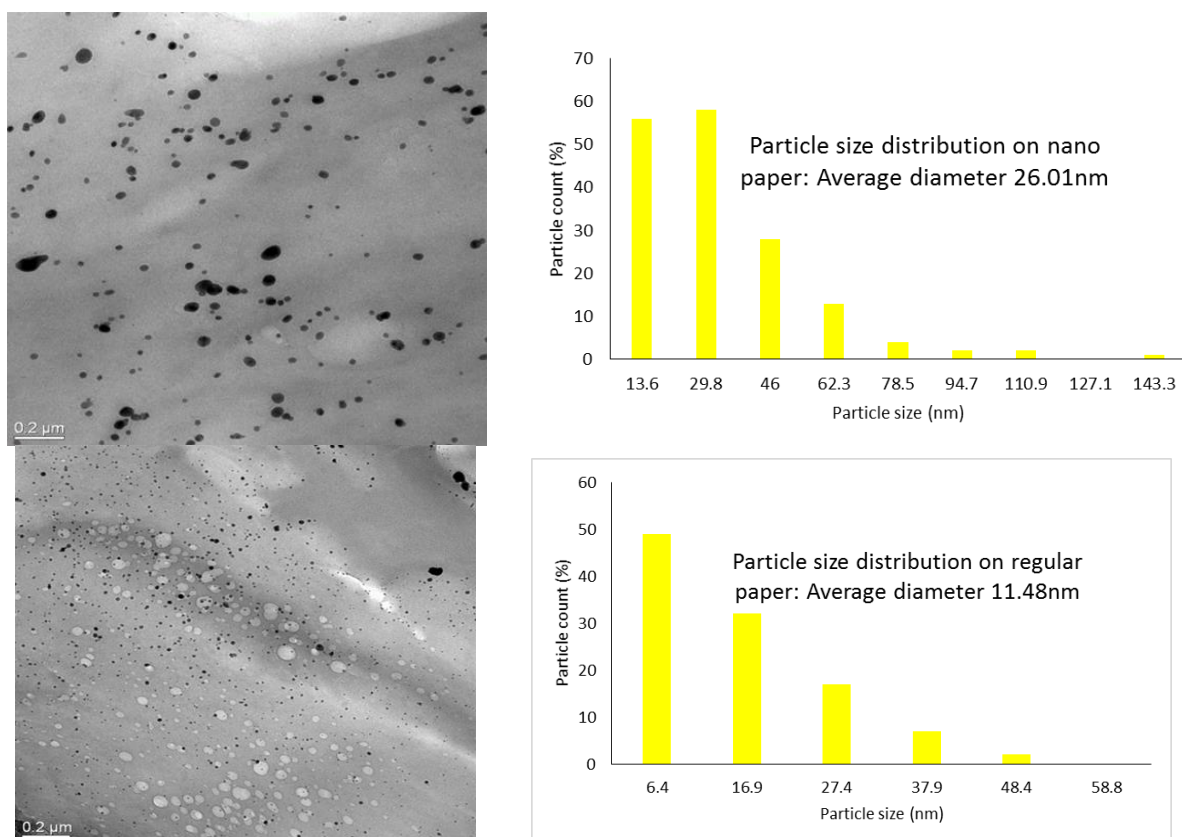 0.2 µm
70
60
50
40
30
20
10
0
Particle count (%)
Particle size distribution on nano
paper: Average diameter 26.01nm
13.6 29.8 46 62.3 78.5 94.7 110.9 127.1 143.3
Particle size (nm)
0.2 µm
60
50
40
30
20
10
0
Particle count (%)
Particle size distribution on regular
paper: Average diameter 11.48nm
6.4 16.9 27.4 37.9 48.4 58.8
Particle size (nm)